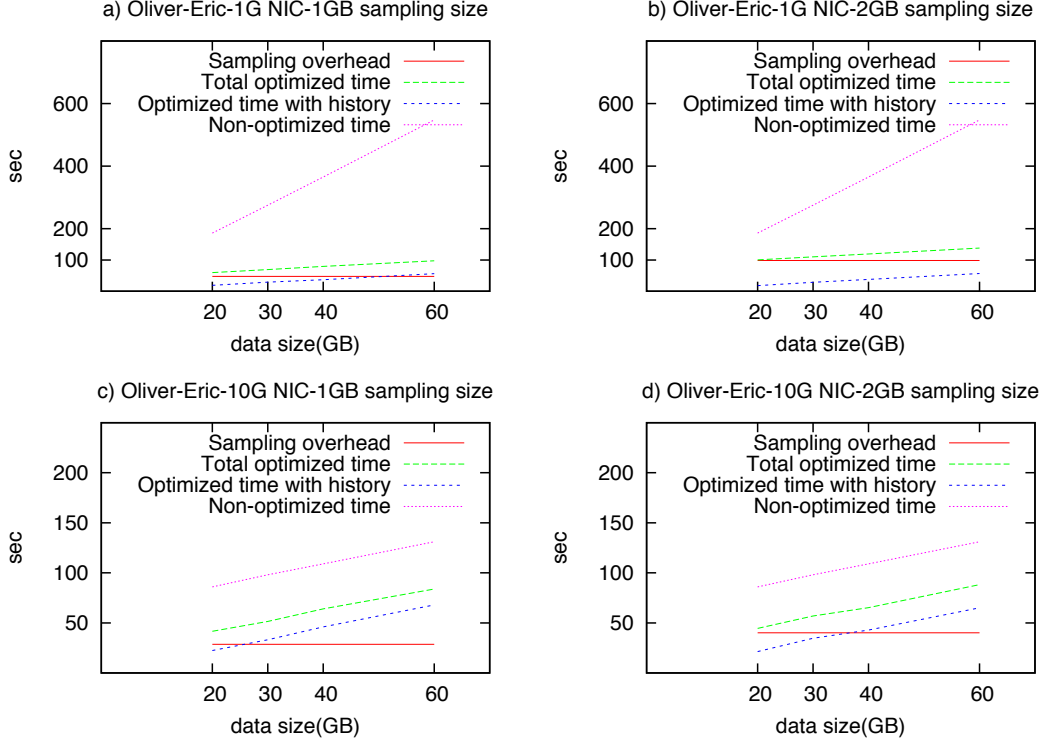 a) Oliver-Eric-1G NIC-1GB sampling size
Sampling overhead
Total optimized time
Optimized time with history
Non-optimized time
600
400
200
100
sec
20 30 40 60
data size(GB)
b) Oliver-Eric-1G NIC-2GB sampling size
Sampling overhead
Total optimized time
Optimized time with history
Non-optimized time
600
400
200
100
sec
20 30 40 60
data size(GB)
c) Oliver-Eric-10G NIC-1GB sampling size
Sampling overhead
Total optimized time
Optimized time with history
Non-optimized time
200
150
100
50
sec
20 30 40 60
data size(GB)
d) Oliver-Eric-10G NIC-2GB sampling size
Sampling overhead
Total optimized time
Optimized time with history
Non-optimized time
200
150
100
50
sec
20 30 40 60
data size(GB)